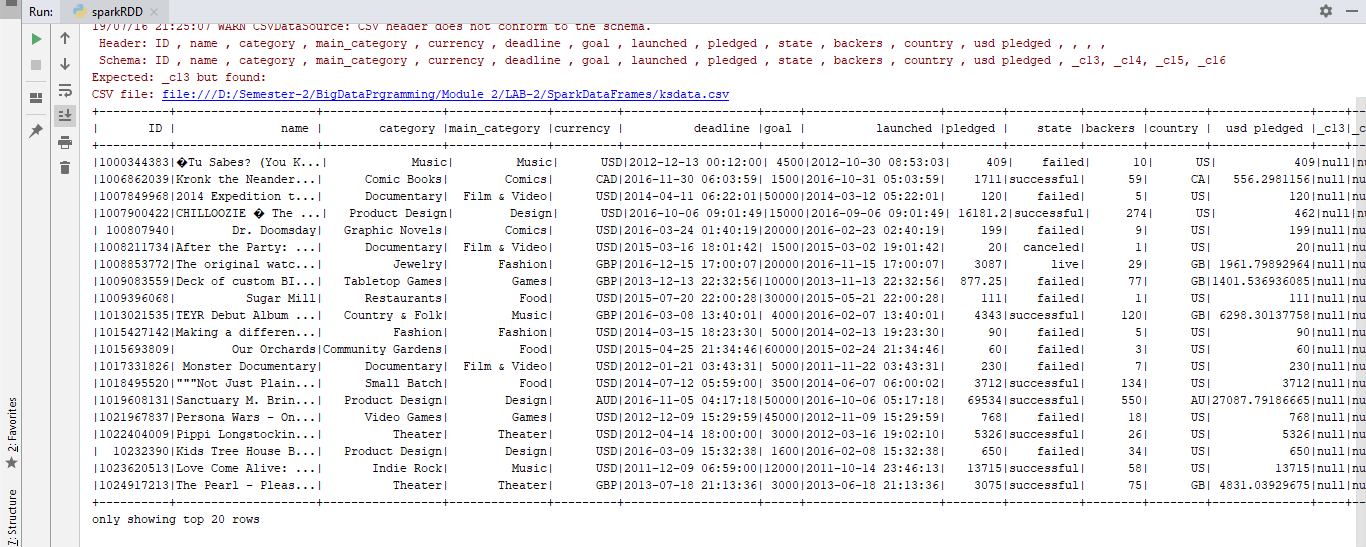 Run: sparkRDD
19/07/16 21:25:07 WARN CSVDataSource: CSV header does not conform to the schema.
 Header: ID , name , category , main_category , currency , deadline , goal , launched , pledged , state , backers , country , usd pledged , , , ,
 Schema: ID , name , category , main_category , currency , deadline , goal , launched , pledged , state , backers , country , usd pledged , _c13, _c14, _c15, _c16
Expected: _c13 but found:
CSV file: file:///D:/Semester-2/BigDataPrgramming/Module 2/LAB-2/SparkDataFrames/ksdata.csv
| ID | name | category |main_category |currency | deadline |goal | launched |pledged | state |backers |country | usd pledged |_c13|_c
|1000344383|�Tu Sabes? (You K...| Music| Music| USD|2012-12-13 00:12:00| 4500|2012-10-30 08:53:03| 409| failed| 10| US| 409|null|nu
|1006862039|Kronk the Neander...| Comic Books| Comics| CAD|2016-11-30 06:03:59| 1500|2016-10-31 05:03:59| 1711|successful| 59| CA| 556.2981156|null|nu
|1007849968|2014 Expedition t...| Documentary| Film & Video| USD|2014-04-11 06:22:01|50000|2014-03-12 05:22:01| 120| failed| 5| US| 120|null|nu
|1007900422|CHILLOOZIE � The ...| Product Design| Design| USD|2016-10-06 09:01:49|15000|2016-09-06 09:01:49| 16181.2|successful| 274| US| 462|null|nu
| 100807940| Dr. Doomsday| Graphic Novels| Comics| USD|2016-03-24 01:40:19|20000|2016-02-23 02:40:19| 199| failed| 9| US| 199|null|nu
|1008211734|After the Party: ...| Documentary| Film & Video| USD|2015-03-16 18:01:42| 1500|2015-03-02 19:01:42| 20| canceled| 1| US| 20|null|nu
|1008853772|The original watc...| Jewelry| Fashion| GBP|2016-12-15 17:00:07|20000|2016-11-15 17:00:07| 3087| live| 29| GB| 1961.79892964|null|nu
|1009083559|Deck of custom BI...| Tabletop Games| Games| GBP|2013-12-13 22:32:56|10000|2013-11-13 22:32:56| 877.25| failed| 77| GB|1401.536936085|null|nu
|1009396068| Sugar Mill| Restaurants| Food| USD|2015-07-20 22:00:28|30000|2015-05-21 22:00:28| 111| failed| 1| US| 111|null|nu
|1013021535|TEYR Debut Album ...| Country & Folk| Music| GBP|2016-03-08 13:40:01| 4000|2016-02-07 13:40:01| 4343|successful| 120| GB| 6298.30137758|null|nu
|1015427142|Making a differen...| Fashion| Fashion| USD|2014-03-15 18:23:30| 5000|2014-02-13 19:23:30| 90| failed| 5| US| 90|null|nu
|1015693809| Our Orchards|Community Gardens| Food| USD|2015-04-25 21:34:46|60000|2015-02-24 21:34:46| 60| failed| 3| US| 60|null|nu
|1017331826| Monster Documentary| Documentary| Film & Video| USD|2012-01-21 03:43:31| 5000|2011-11-22 03:43:31| 230| failed| 7| US| 230|null|nu
|1018495520|"""Not Just Plain...| Small Batch| Food| USD|2014-07-12 05:59:00| 3500|2014-06-07 06:00:02| 3712|successful| 134| US| 3712|null|nu
|1019608131|Sanctuary M. Brin...| Product Design| Design| AUD|2016-11-05 04:17:18|50000|2016-10-06 05:17:18| 69534|successful| 550| AU|27087.79186665|null|nu
|1021967837|Persona Wars - On...| Video Games| Games| USD|2012-12-09 15:29:59|45000|2012-11-09 15:29:59| 768| failed| 18| US| 768|null|nu
|1022404009|Pippi Longstockin...| Theater| Theater| USD|2012-04-14 18:00:00| 3000|2012-03-16 19:02:10| 5326|successful| 26| US| 5326|null|nu
| 10232390|Kids Tree House B...| Product Design| Design| USD|2016-03-09 15:32:38| 1600|2016-02-08 15:32:38| 650| failed| 34| US| 650|null|nu
|1023620513|Love Come Alive: ...| Indie Rock| Music| USD|2011-12-09 06:59:00|12000|2011-10-14 23:46:13| 13715|successful| 58| US| 13715|null|nu
|1024917213|The Pearl - Pleas...| Theater| Theater| GBP|2013-07-18 21:13:36| 3000|2013-06-18 21:13:36| 3075|successful| 75| GB| 4831.03929675|null|nu
only showing top 20 rows
2: Favorites
7: Structure